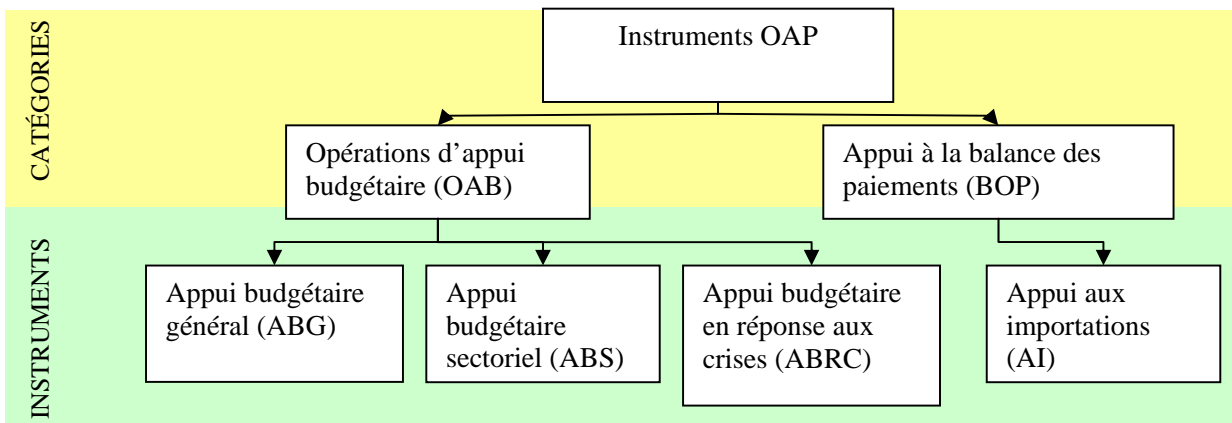 CATÉGORIES
Instruments OAP
Opérations d’appui
budgétaire (OAB)
Appui à la balance des
paiements (BOP)
INSTRUMENTS
Appui budgétaire
général (ABG)
Appui
budgétaire
sectoriel (ABS)
Appui budgétaire
en réponse aux
crises (ABRC)
Appui aux
importations
(AI)